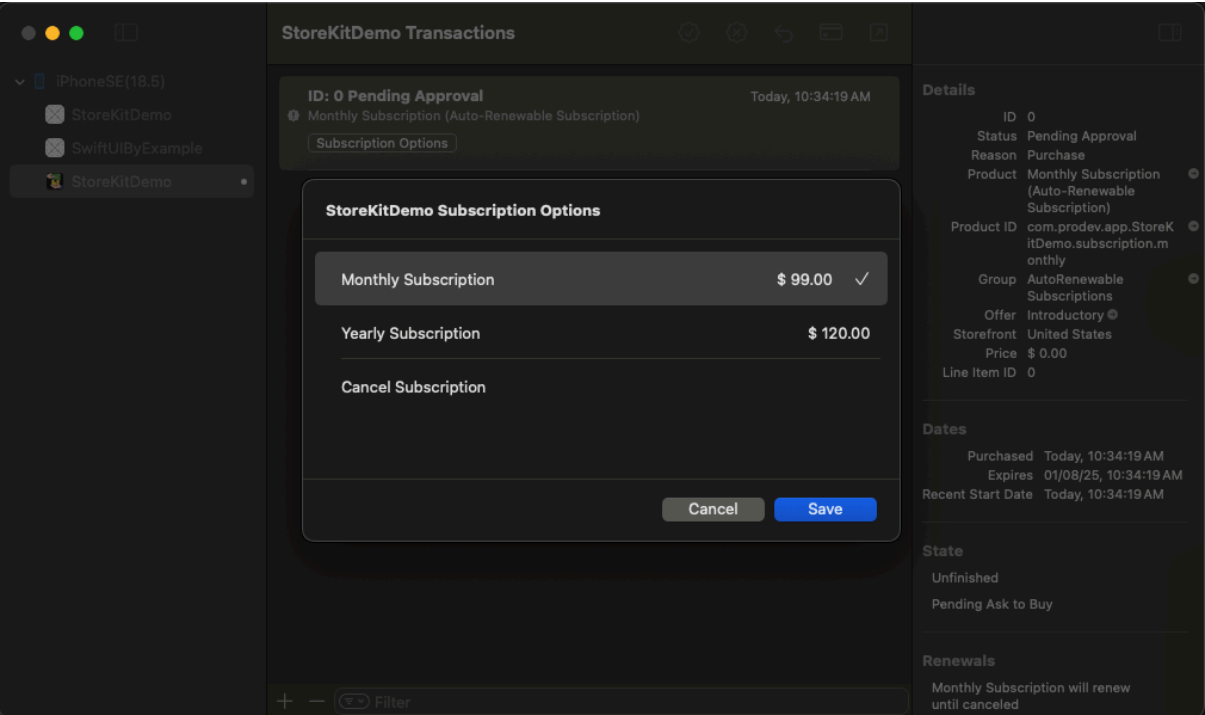 StoreKitDemo Transactions
iPhoneSE(18.5)
StoreKitDemo
SwiftUIByExample
StoreKitDemo
ID: 0 Pending Approval
Today, 10:34:19 AM
Monthly Subscription (Auto-Renewable Subscription)
Subscription Options
StoreKitDemo Subscription Options
Monthly Subscription $ 99.00
Yearly Subscription $ 120.00
Cancel Subscription
Cancel Save
Filter
Details
ID 0
Status Pending Approval
Reason Purchase
Product Monthly Subscription
(Auto-Renewable
Subscription)
Product ID com.prodev.app.StoreK
itDemo.subscription.m
onthly
Group AutoRenewable
Subscriptions
Offer Introductory
Storefront United States
Price $ 0.00
Line Item ID 0
Dates
Purchased Today, 10:34:19 AM
Expires 01/08/25, 10:34:19 AM
Recent Start Date Today, 10:34:19 AM
State
Unfinished
Pending Ask to Buy
Renewals
Monthly Subscription will renew
until canceled